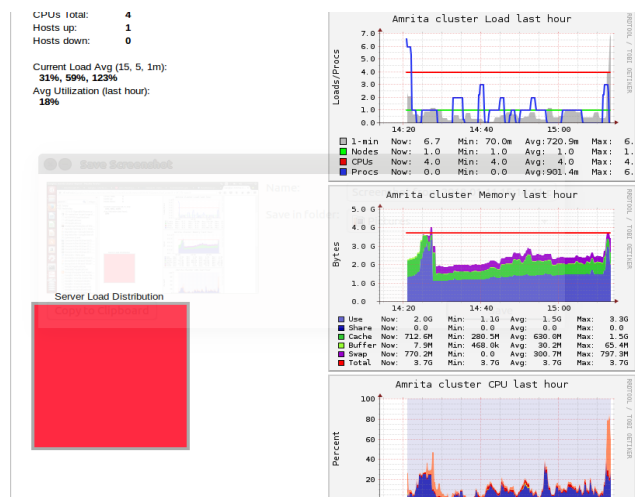 CPUs Total: 4
Hosts up: 1
Hosts down: 0
Current Load Avg (15, 5, 1m):
31%, 59%, 123%
Avg Utilization (last hour):
18%
Save Screenshot
Name:
Save in folder:
Copy to Clipboard
Server Load Distribution
Amrita cluster Load last hour
Loads/Procs
7.0
6.0
5.0
4.0
3.0
2.0
1.0
0.0
14:20 14:40 15:00
1-min Now: 6.7 Min: 70.0m Avg:720.9m Max: 6.
Nodes Now: 1.0 Min: 1.0 Avg: 1.0 Max: 1.
CPUs Now: 4.0 Min: 4.0 Avg: 4.0 Max: 4.
Procs Now: 0.0 Min: 0.0 Avg:901.4m Max: 6.
RRDTOOL / TOBI OETIKER
Amrita cluster Memory last hour
Bytes
5.0 G
4.0 G
3.0 G
2.0 G
1.0 G
0.0
14:20 14:40 15:00
Use Now: 2.0G Min: 1.1G Avg: 1.5G Max: 3.3G
Share Now: 0.0 Min: 0.0 Avg: 0.0 Max: 0.0
Cache Now: 712.6M Min: 280.5M Avg: 630.0M Max: 1.5G
Buffer Now: 7.9M Min: 468.0k Avg: 30.2M Max: 65.4M
Swap Now: 770.2M Min: 0.0 Avg: 300.7M Max: 797.3M
Total Now: 3.7G Min: 3.7G Avg: 3.7G Max: 3.7G
RRDTOOL / TOBI OETIKER
Amrita cluster CPU last hour
Percent
100
80
60
40
20
RRDTOOL / TOBI OETIKER